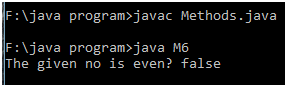 F:\java program>javac Methods.java
F:\java program>java M6
The given no is even? false